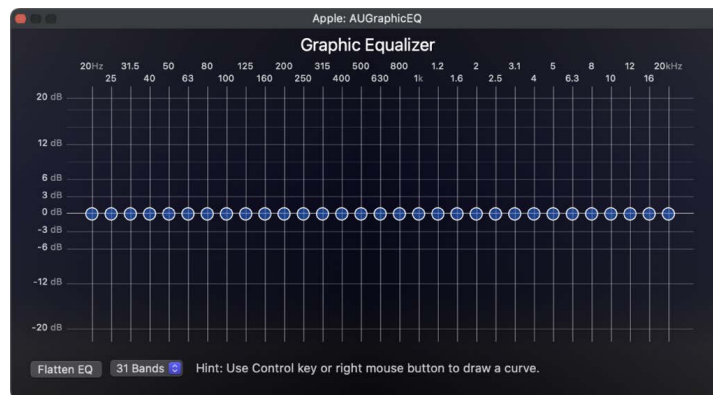 Apple: AUGraphicEQ
Graphic Equalizer
20Hz 31.5 50 80 125 200 315 500 800 1.2 2 3.1 5 8 12 20kHz
25 40 63 100 160 250 400 630 1k 1.6 2.5 4 6.3 10 16
20 dB
12 dB
6 dB
3 dB
0 dB
-3 dB
-6 dB
-12 dB
-20 dB
Flatten EQ 31 Bands Hint: Use Control key or right mouse button to draw a curve.